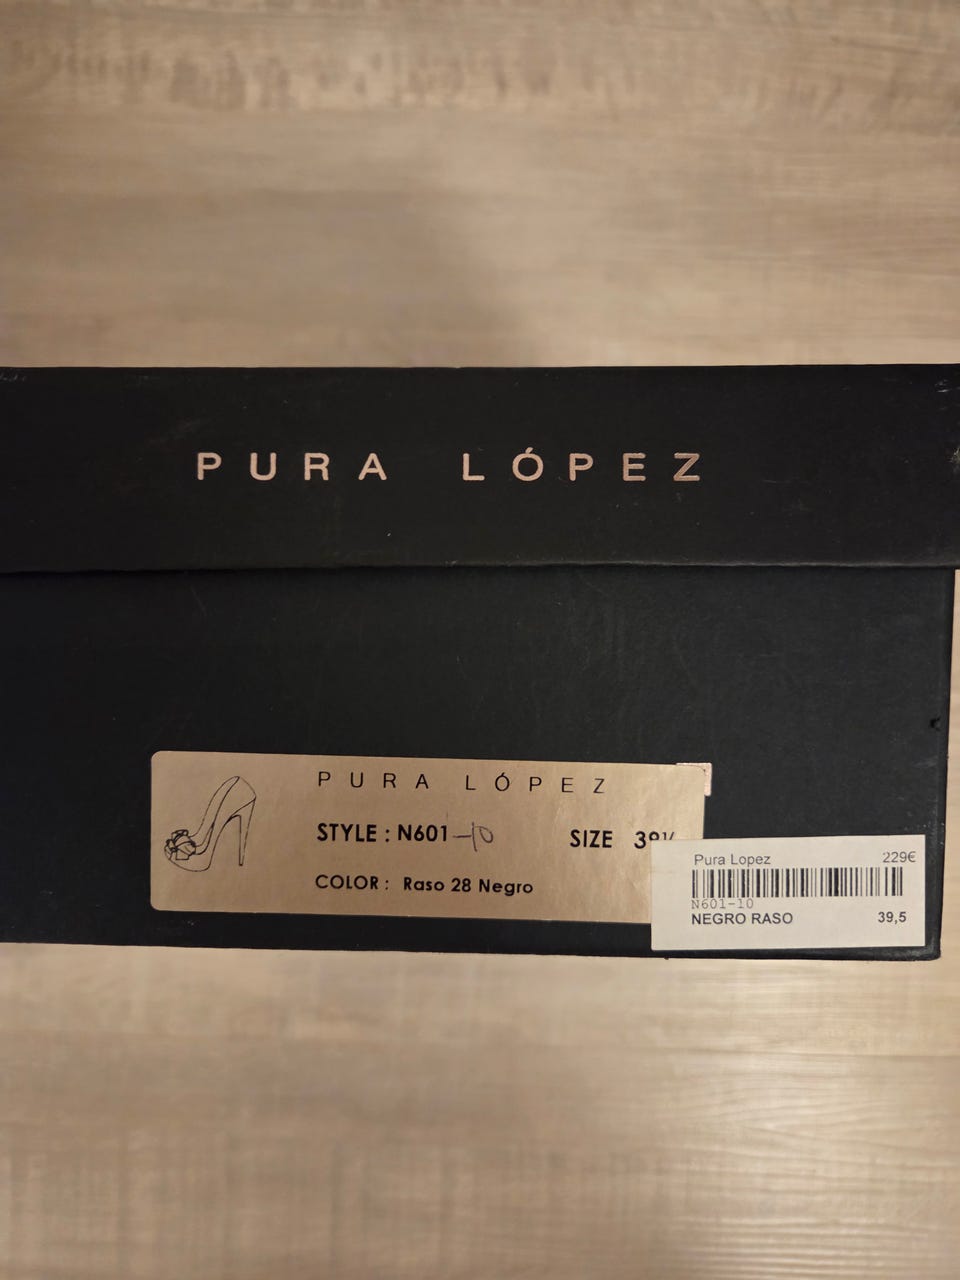 PURA LÓPEZ
PURA LÓPEZ
STYLE : N601-10
SIZE 39½
COLOR : Raso 28 Negro
Pura Lopez 229€
N601-10
NEGRO RASO 39,5